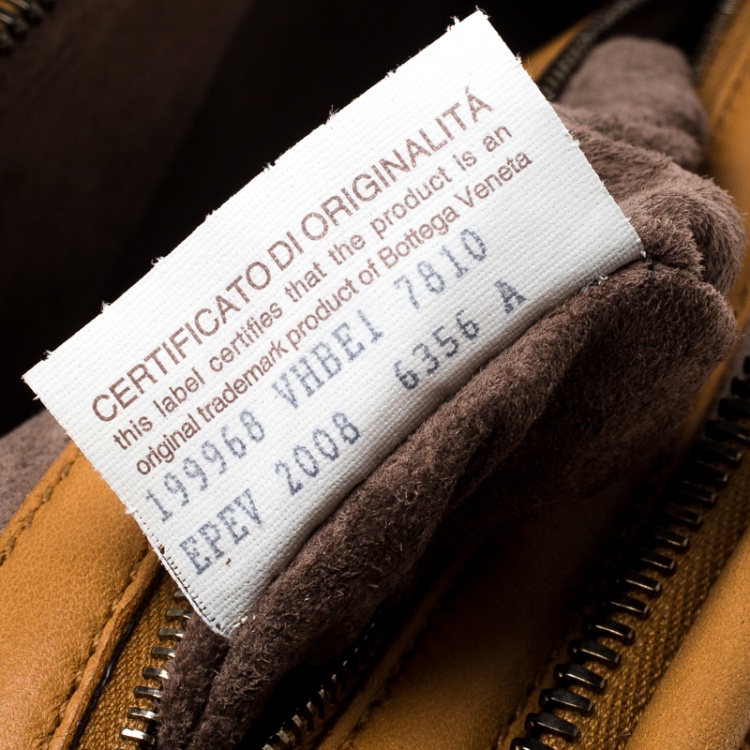 CERTIFICATO DI ORIGINALITÁ
this label certifies that the product is an
original trademark product of Bottega Veneta
199968 VHBE1 7810
EPEV 2008 6356 A